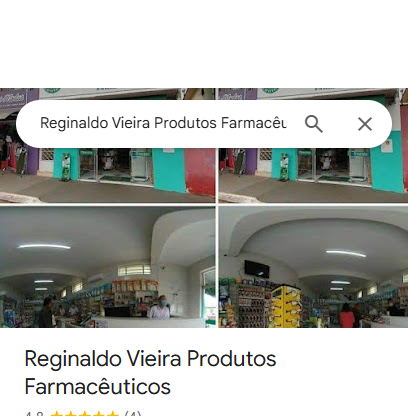 Reginaldo Vieira Produtos Farmacêu
Reginaldo Vieira Produtos
Farmacêuticos
4,8 (4)